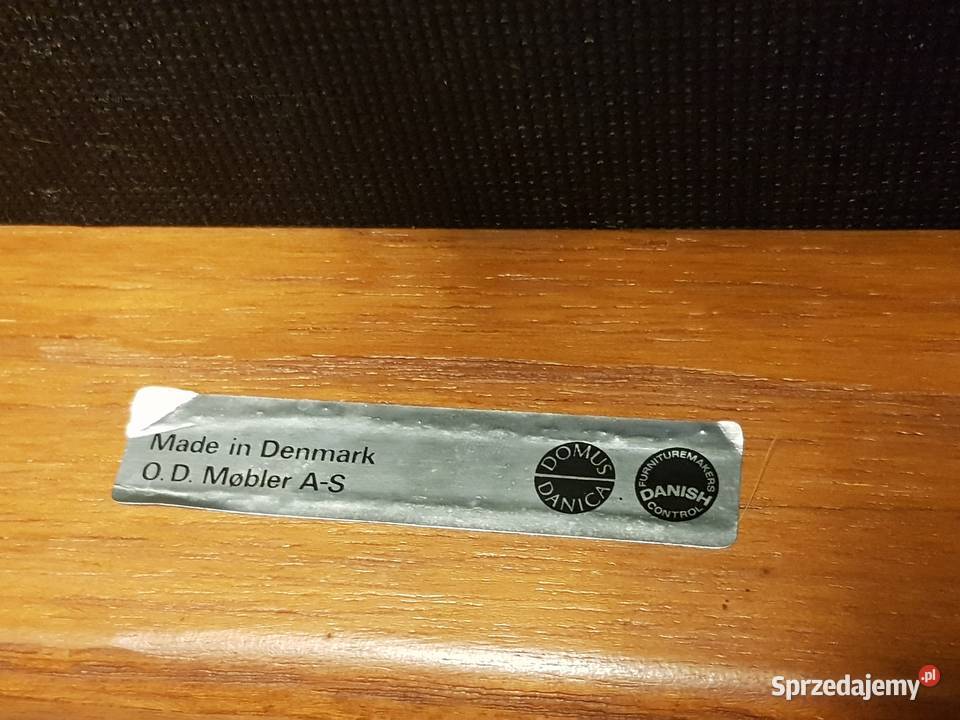 Made in Denmark
O.D. Møbler A-S
DOMUS
DANICA
FURNITUREMAKERS
DANISH
CONTROL
Sprzedajemy.pl